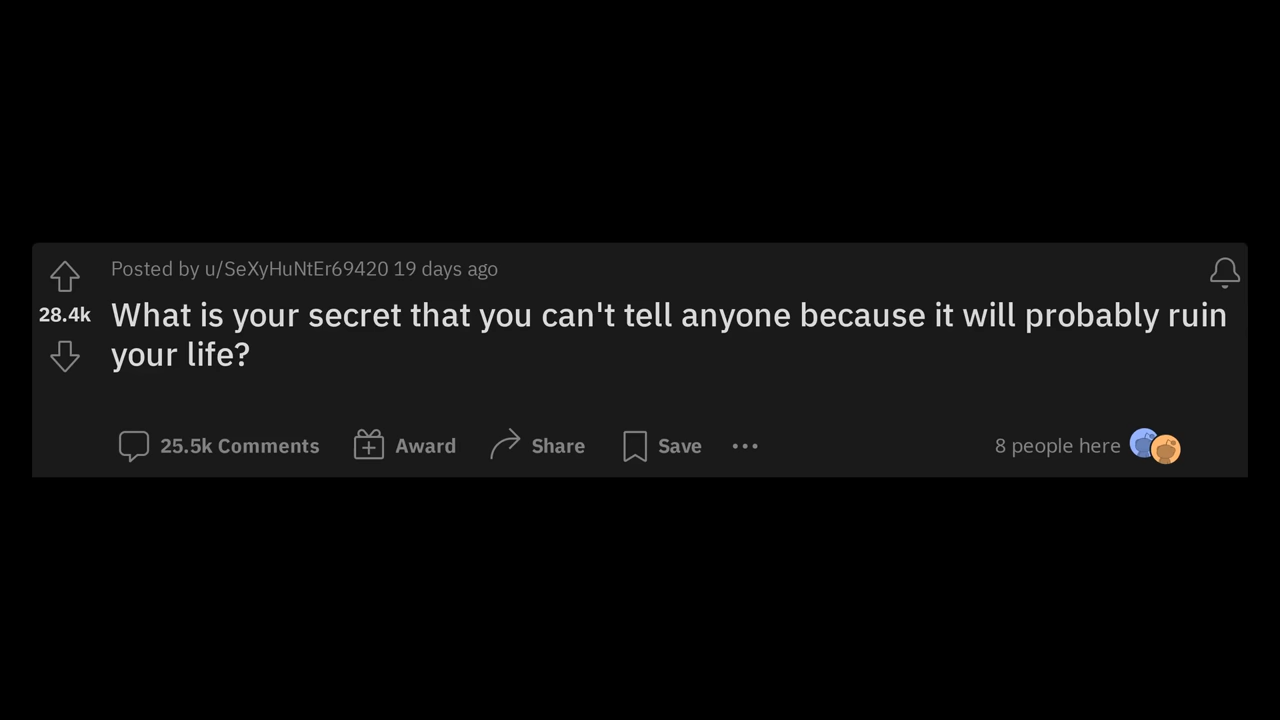 Posted by u/SeXyHuNtEr69420 19 days ago
28.4k
What is your secret that you can't tell anyone because it will probably ruin
your life?
25.5k Comments Award Share Save 8 people here